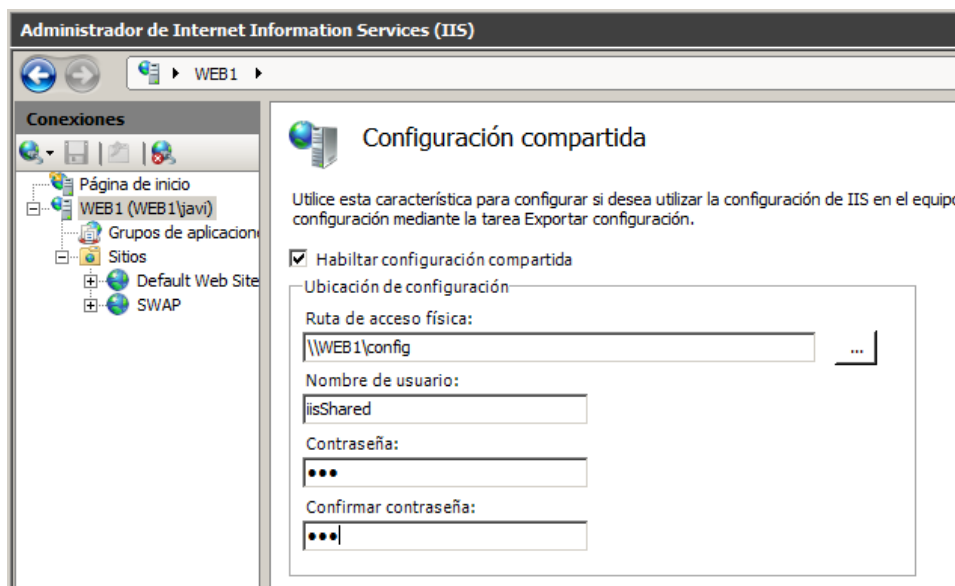 Administrador de Internet Information Services (IIS)
WEB1
Conexiones
Página de inicio
WEB1 (WEB1\javi)
Grupos de aplicacion
Sitios
Default Web Site
SWAP
Configuración compartida
Utilice esta característica para configurar si desea utilizar la configuración de IIS en el equipo
configuración mediante la tarea Exportar configuración.
Habiltar configuración compartida
Ubicación de configuración
Ruta de acceso física:
\\WEB1\config
...
Nombre de usuario:
iisShared
Contraseña:
•••
Confirmar contraseña:
•••